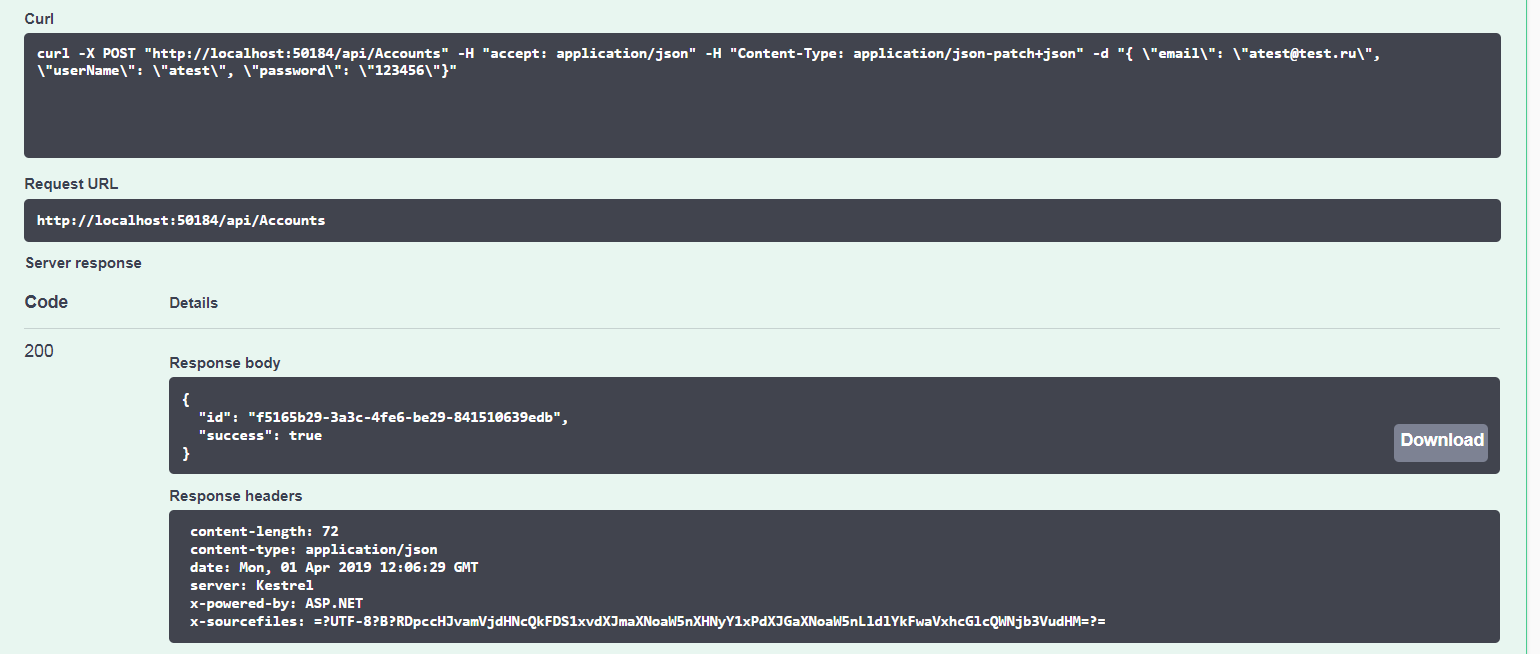 Curl
curl -X POST "http://localhost:50184/api/Accounts" -H "accept: application/json" -H "Content-Type: application/json-patch+json" -d "{ \"email\": \"atest@test.ru\",
\"userName\": \"atest\", \"password\": \"123456\"}"
Request URL
http://localhost:50184/api/Accounts
Server response
Code Details
200
Response body
{
"id": "f5165b29-3a3c-4fe6-be29-841510639edb",
"success": true
}
Download
Response headers
content-length: 72
content-type: application/json
date: Mon, 01 Apr 2019 12:06:29 GMT
server: Kestrel
x-powered-by: ASP.NET
x-sourcefiles: =?UTF-8?B?RDpccHJvamVjdHNcQkFDS1xvdXJmaXNoaW5nXHNyY1xPdXJGaXNoaW5nLldlYkFwaVxhcGlcQWNjb3VudHM=?=